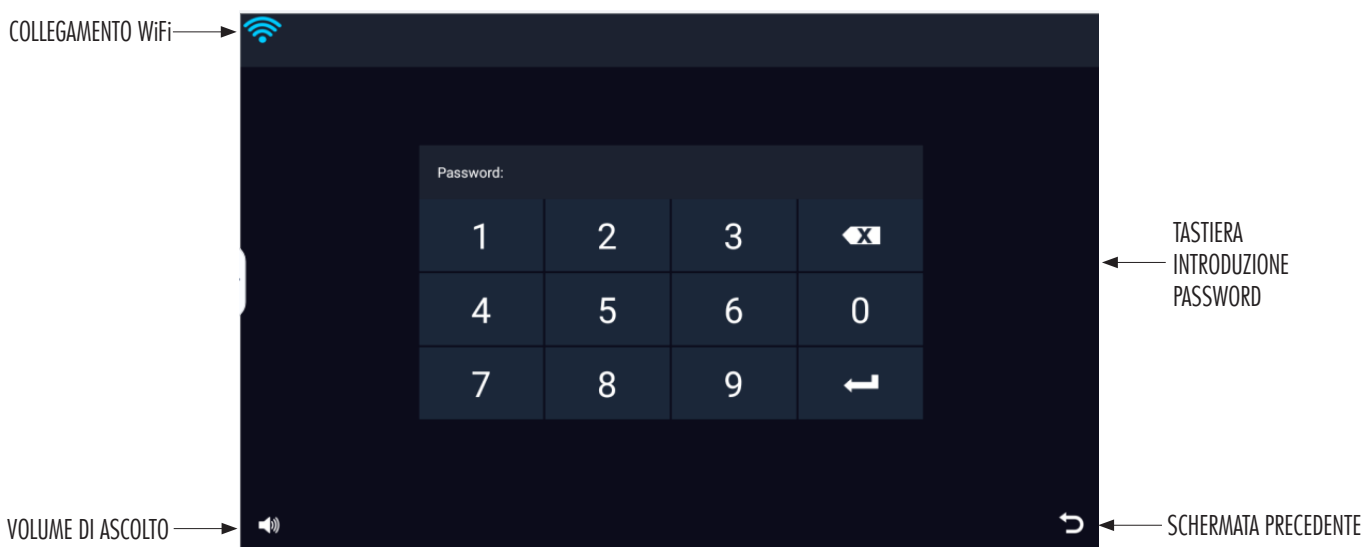 COLLEGAMENTO WiFi
Password:
1 2 3 X
4 5 6 0
7 8 9
TASTIERA
INTRODUZIONE
PASSWORD
VOLUME DI ASCOLTO
SCHERMATA PRECEDENTE